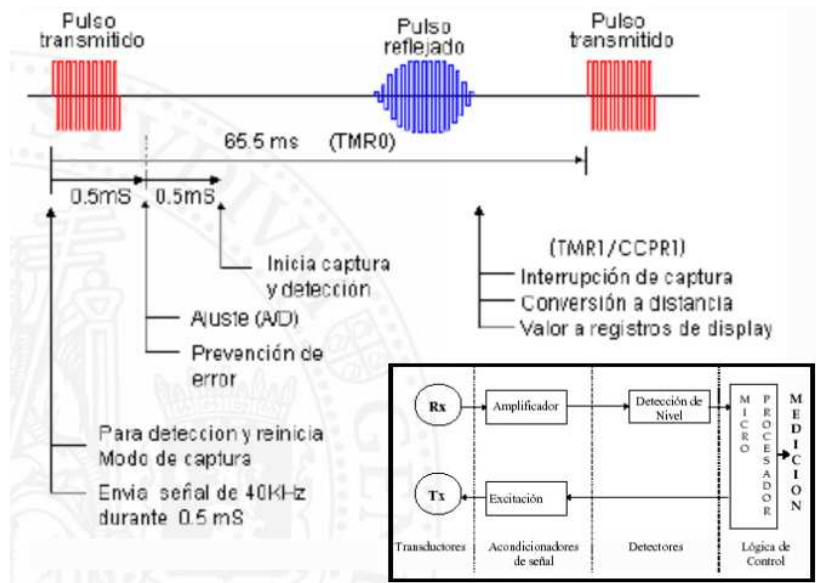 Pulso
transmitido
Pulso
reflejado
Pulso
transmitido
65.5 ms (TMR0)
0.5mS
0.5mS
Inicia captura
y detección
Ajuste (A/D)
Prevención de
error
Para deteccion y reinicia
Modo de captura
Envia señal de 40KHz
durante 0.5 mS
(TMR1/CCPR1)
Interrupción de captura
Conversión a distancia
Valor a registros de display
Rx
Amplificador
Detección de
Nivel
Tx
Excitación
MICRO
PROCESADOR
MEDICION
Transductores
Acondicionadores
de señal
Detectores
Lógica de
Control